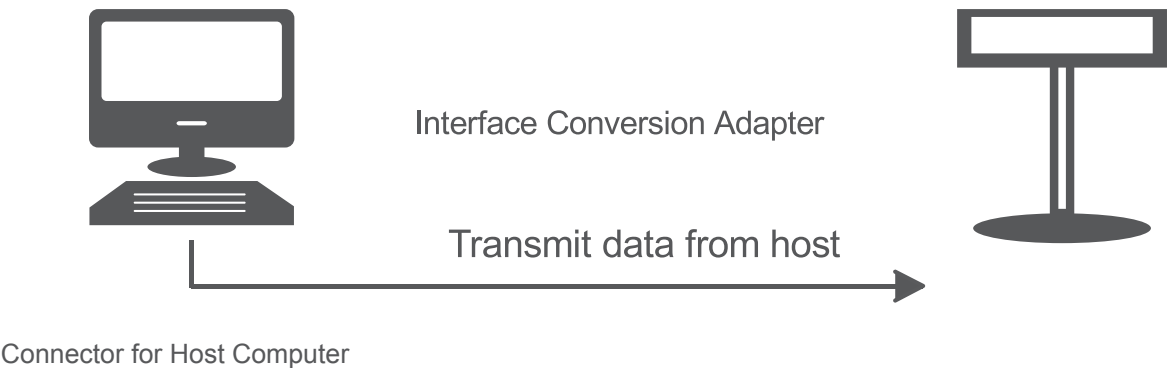 Interface Conversion Adapter
Transmit data from host
Connector for Host Computer